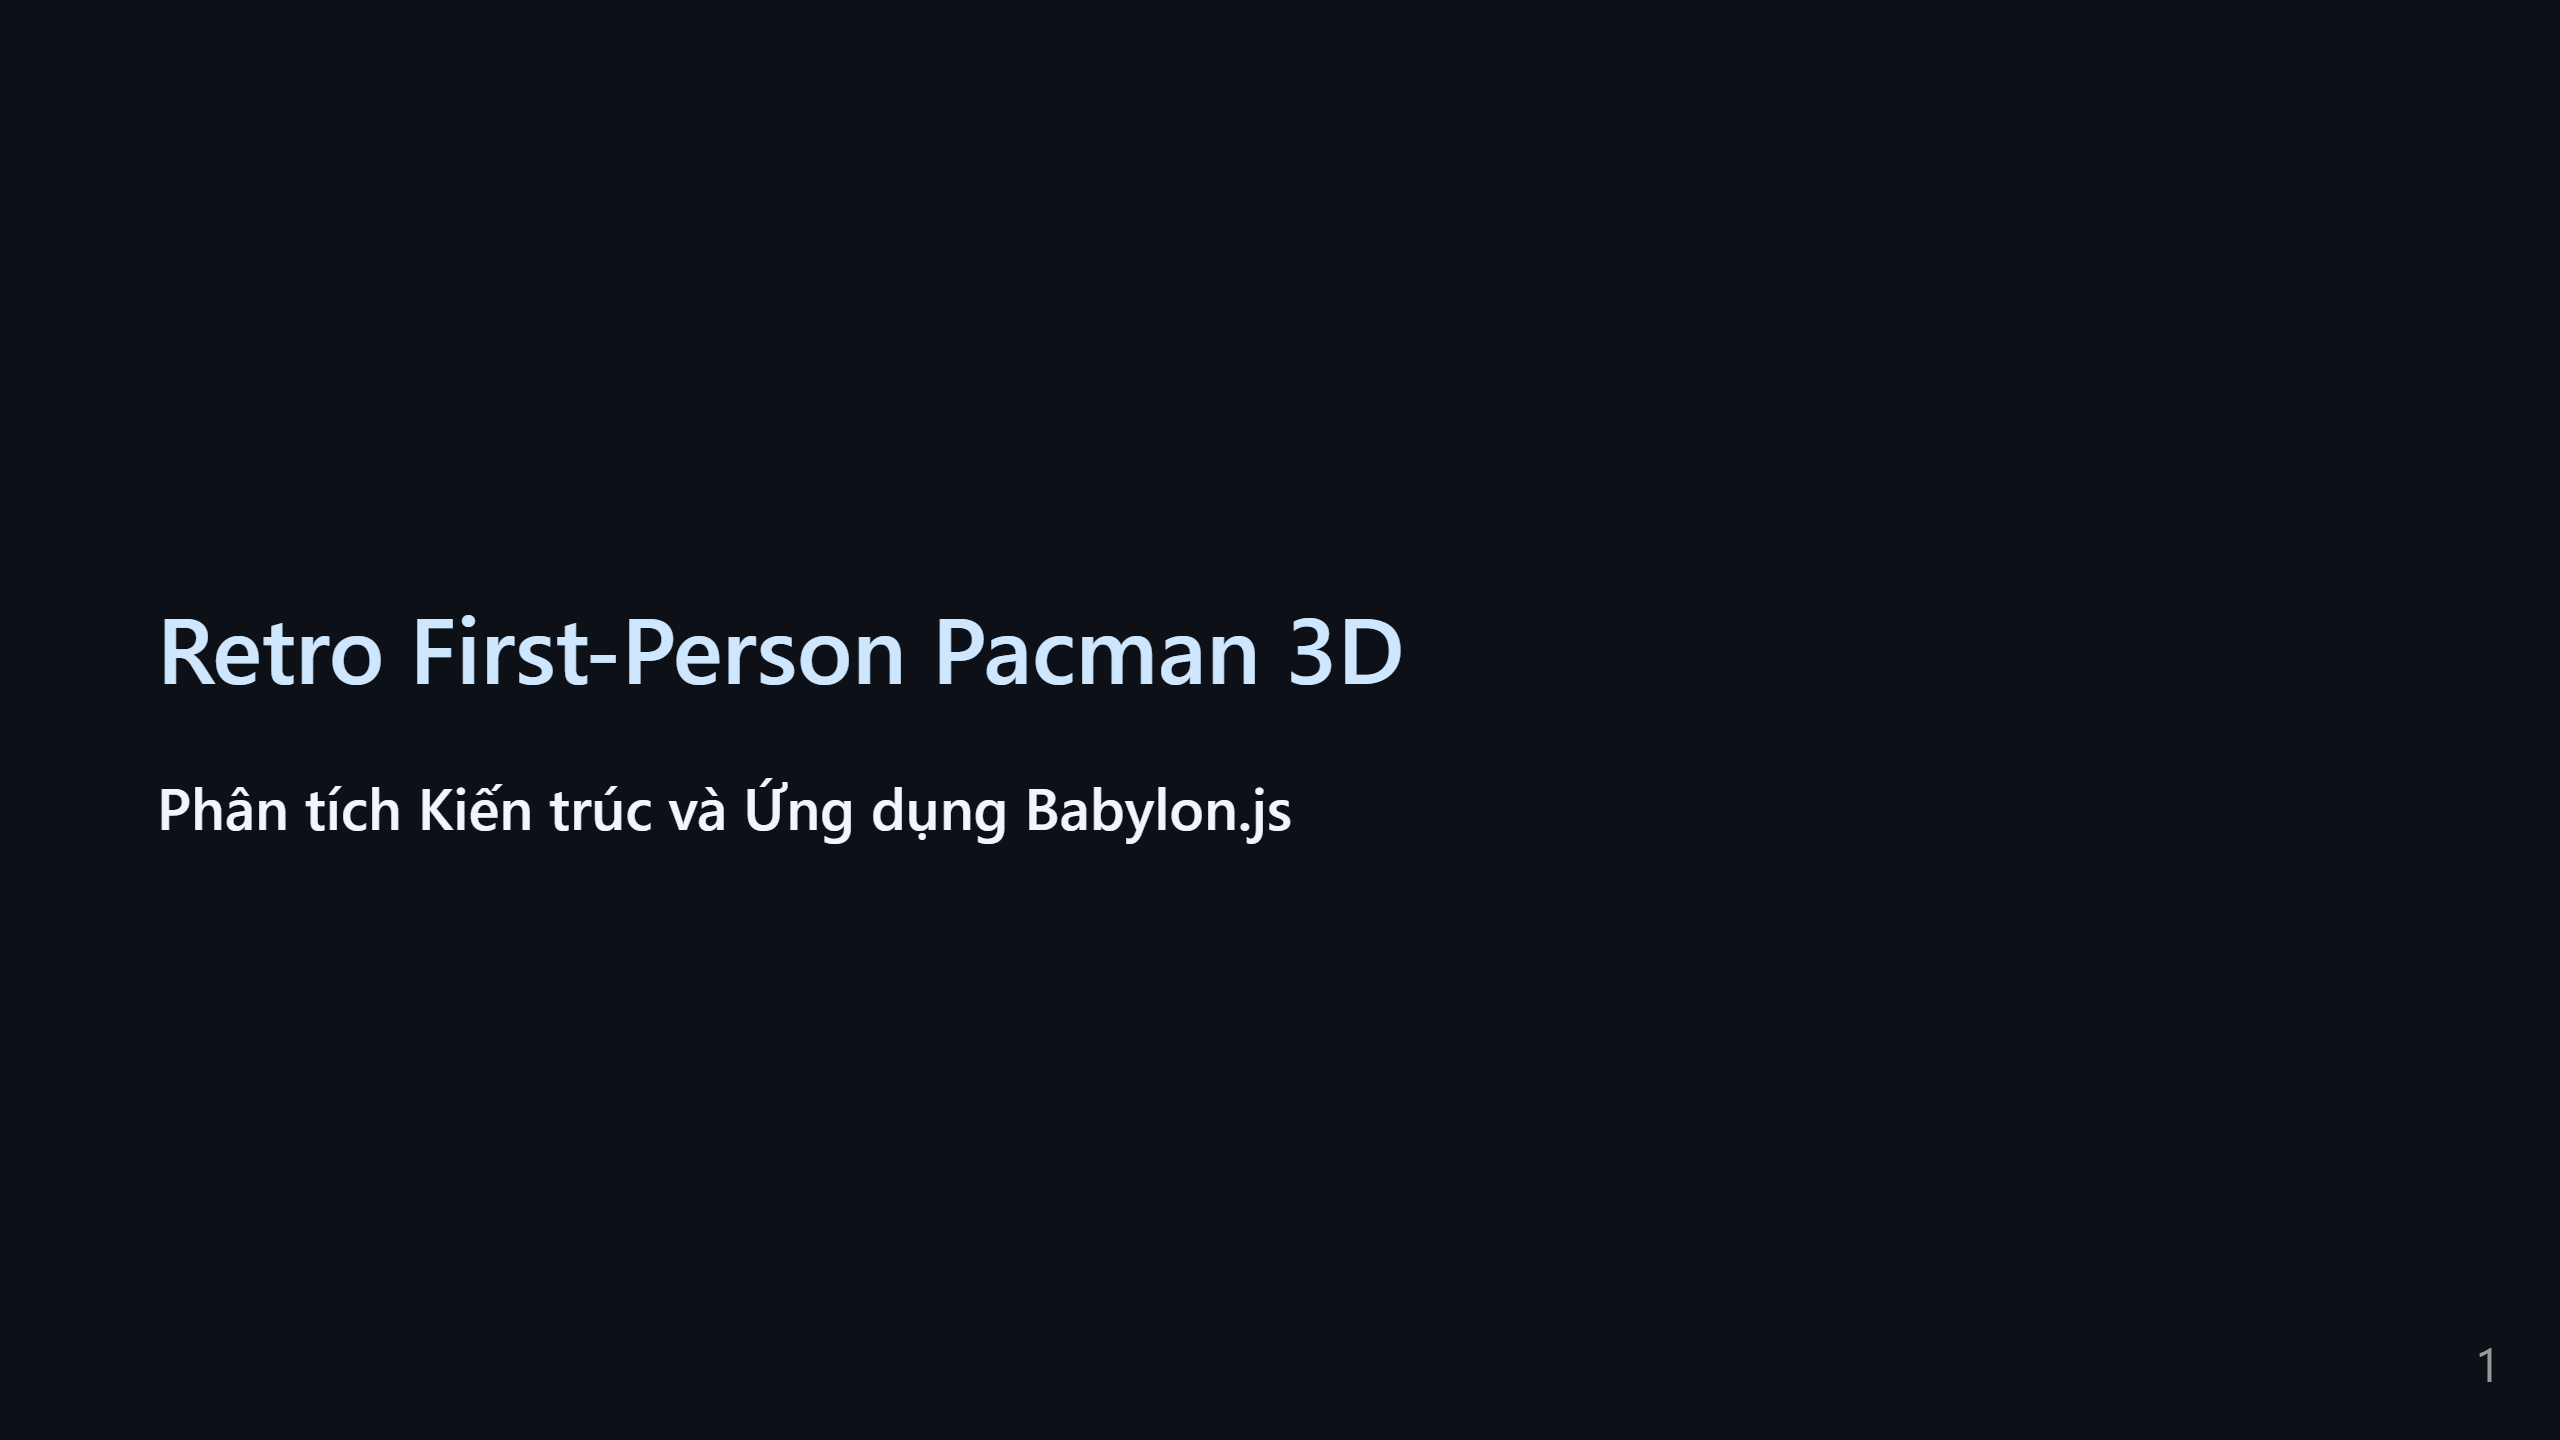 Retro First-Person Pacman 3D
Phân tích Kiến trúc và Ứng dụng Babylon.js
1